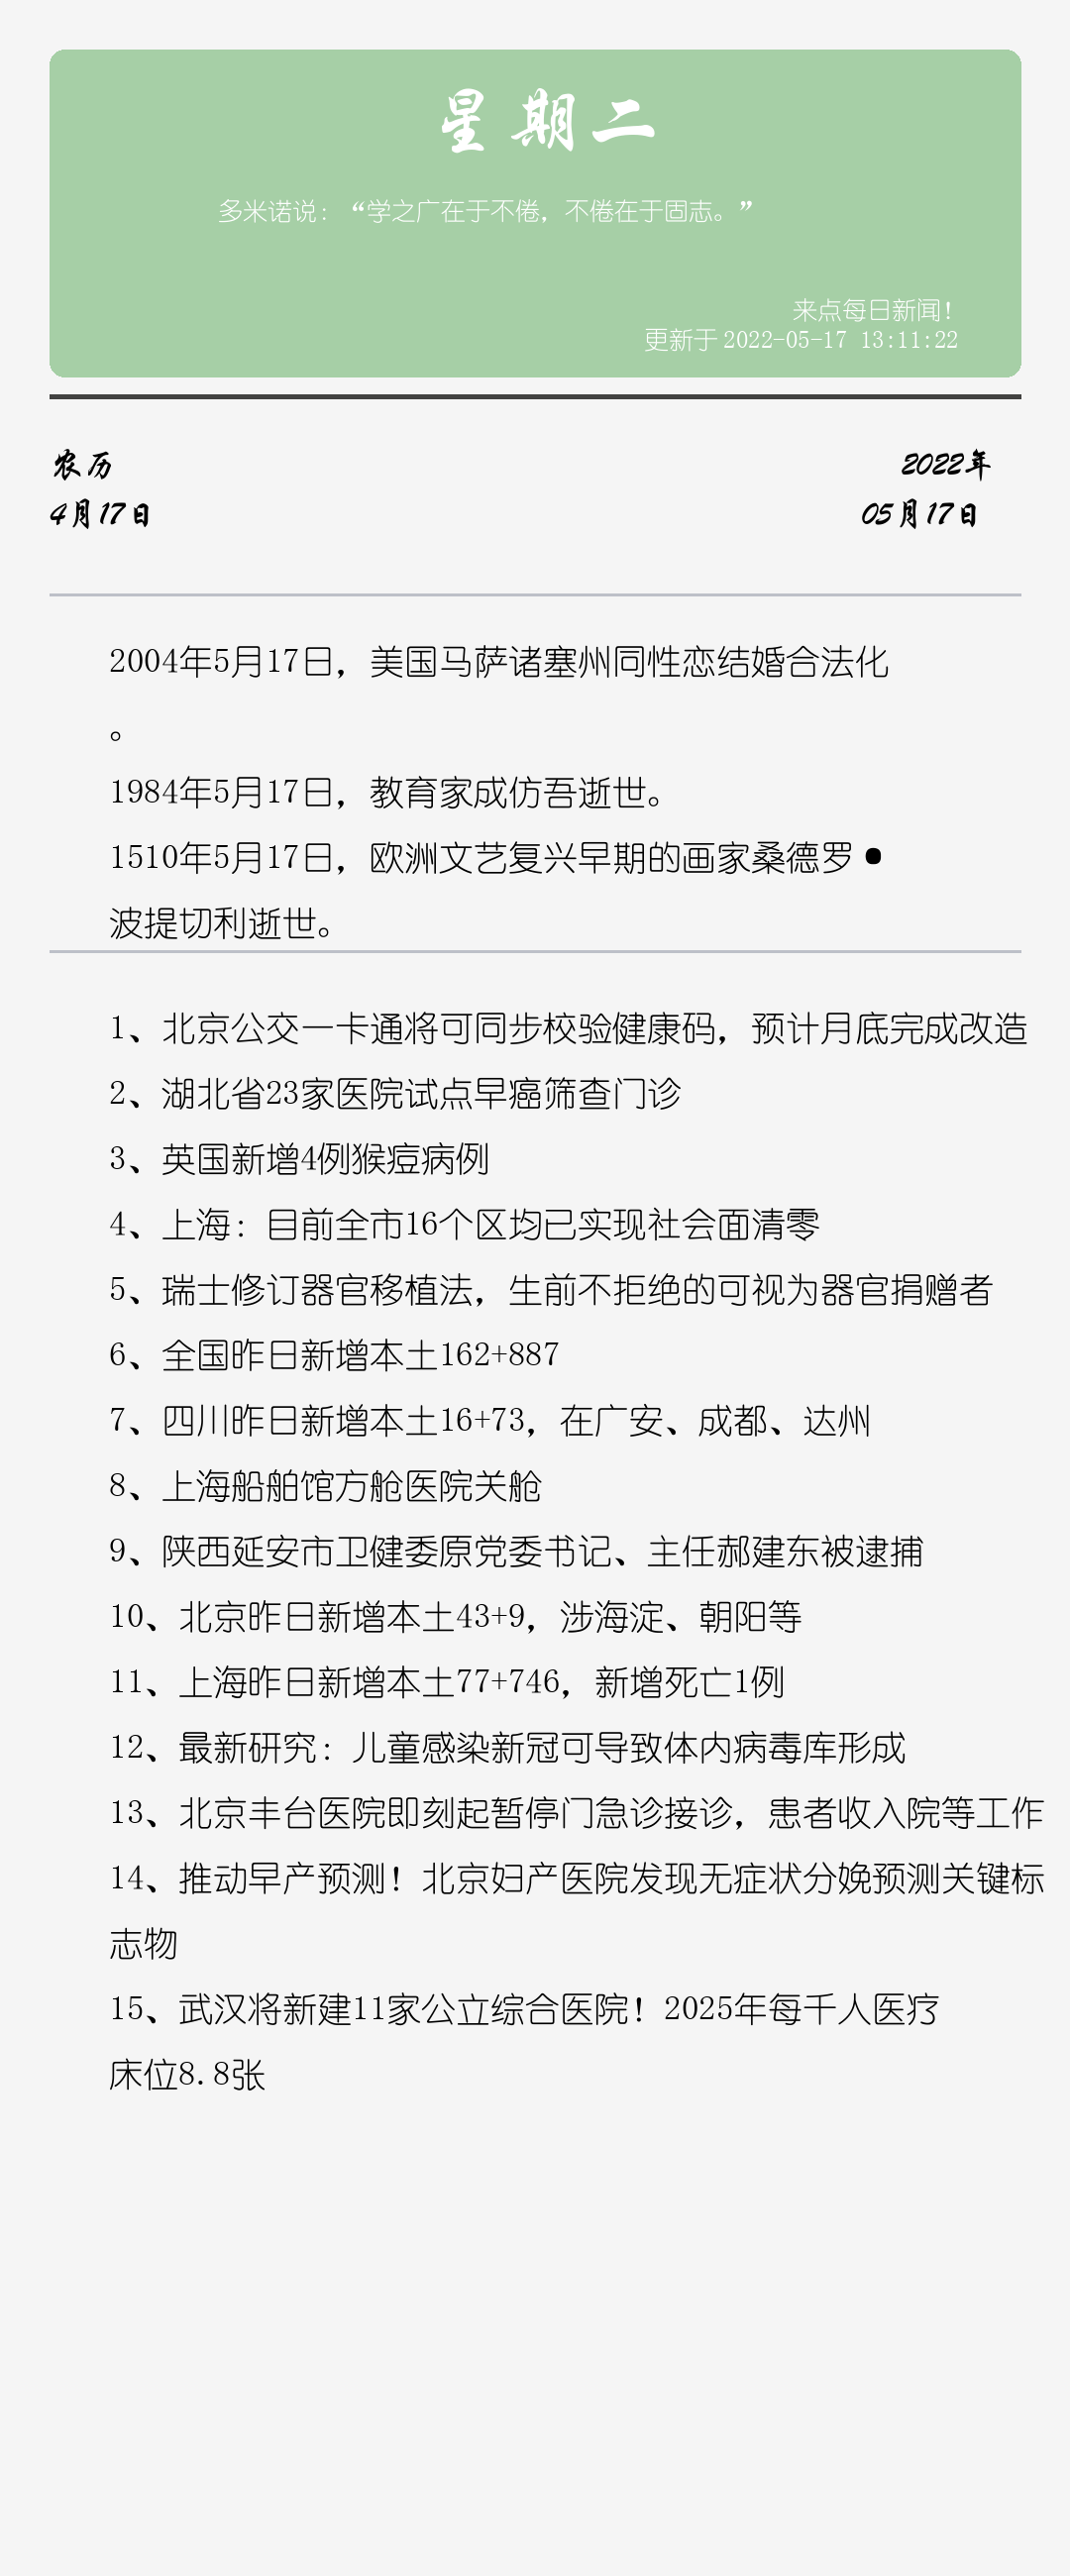 星期二
多米诺说：“学之广在于不倦，不倦在于固志。”
来点每日新闻！
更新于 2022-05-17 13:11:22
农历
2022年
4月17日
05月17日
2004年5月17日，美国马萨诸塞州同性恋结婚合法化
。
1984年5月17日，教育家成仿吾逝世。
1510年5月17日，欧洲文艺复兴早期的画家桑德罗•
波提切利逝世。
1、北京公交一卡通将可同步校验健康码，预计月底完成改造
2、湖北省23家医院试点早癌筛查门诊
3、英国新增4例猴痘病例
4、上海：目前全市16个区均已实现社会面清零
5、瑞士修订器官移植法，生前不拒绝的可视为器官捐赠者
6、全国昨日新增本土162+887
7、四川昨日新增本土16+73，在广安、成都、达州
8、上海船舶馆方舱医院关舱
9、陕西延安市卫健委原党委书记、主任郝建东被逮捕
10、北京昨日新增本土43+9，涉海淀、朝阳等
11、上海昨日新增本土77+746，新增死亡1例
12、最新研究：儿童感染新冠可导致体内病毒库形成
13、北京丰台医院即刻起暂停门急诊接诊，患者收入院等工作
14、推动早产预测！北京妇产医院发现无症状分娩预测关键标
志物
15、武汉将新建11家公立综合医院！2025年每千人医疗
床位8.8张